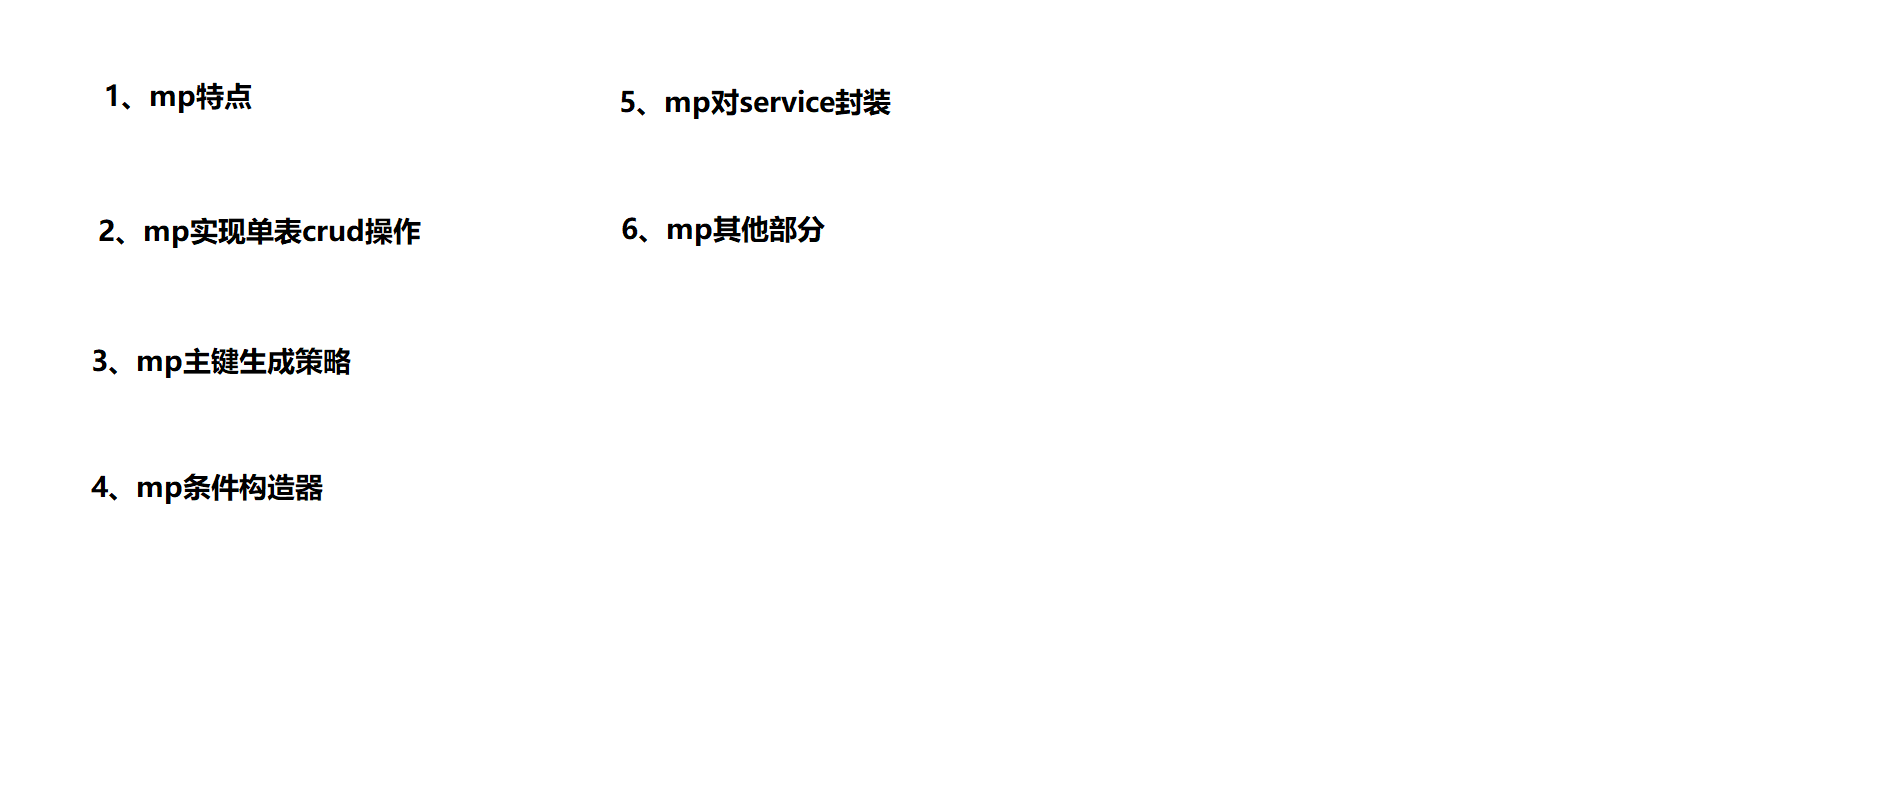 1、mp特点
2、mp实现单表crud操作
3、mp主键生成策略
4、mp条件构造器
5、mp对service封装
6、mp其他部分